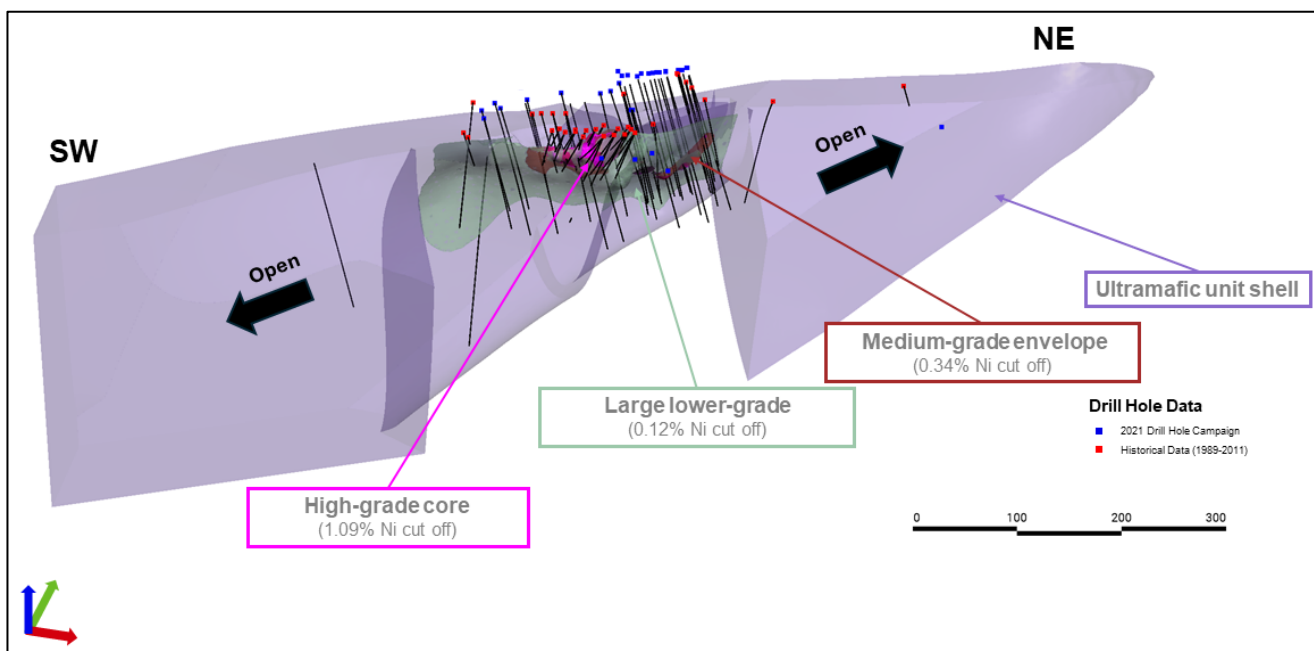 NE
SW
Open
Open
Ultramafic unit shell
Medium-grade envelope
(0.34% Ni cut off)
Large lower-grade
(0.12% Ni cut off)
High-grade core
(1.09% Ni cut off)
Drill Hole Data
2021 Drill Hole Campaign
Historical Data (1989-2011)
0 100 200 300